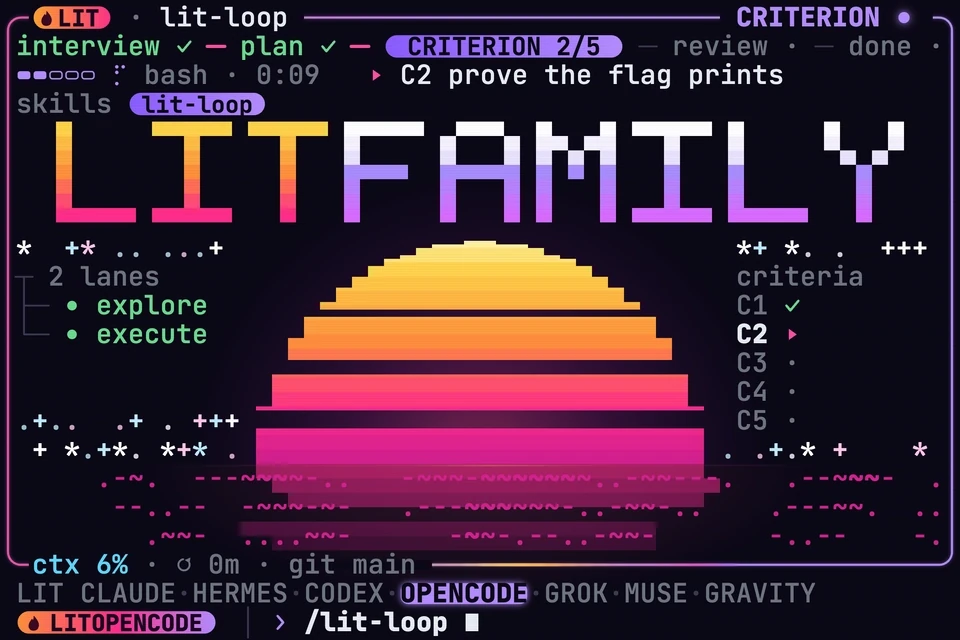 LIT · lit-loop CRITERION
interview ✓ — plan ✓ — CRITERION 2/5 — review · — done ·
bash · 0:09 ▸ C2 prove the flag prints
skills lit-loop
LITFAMILY
2 lanes
• explore
• execute
criteria
C1 ✓
C2 ▸
C3 ·
C4 ·
C5 ·
ctx 6% · 0m · git main
LIT CLAUDE·HERMES·CODEX·OPENCODE·GROK·MUSE·GRAVITY
LITOPENCODE › /lit-loop